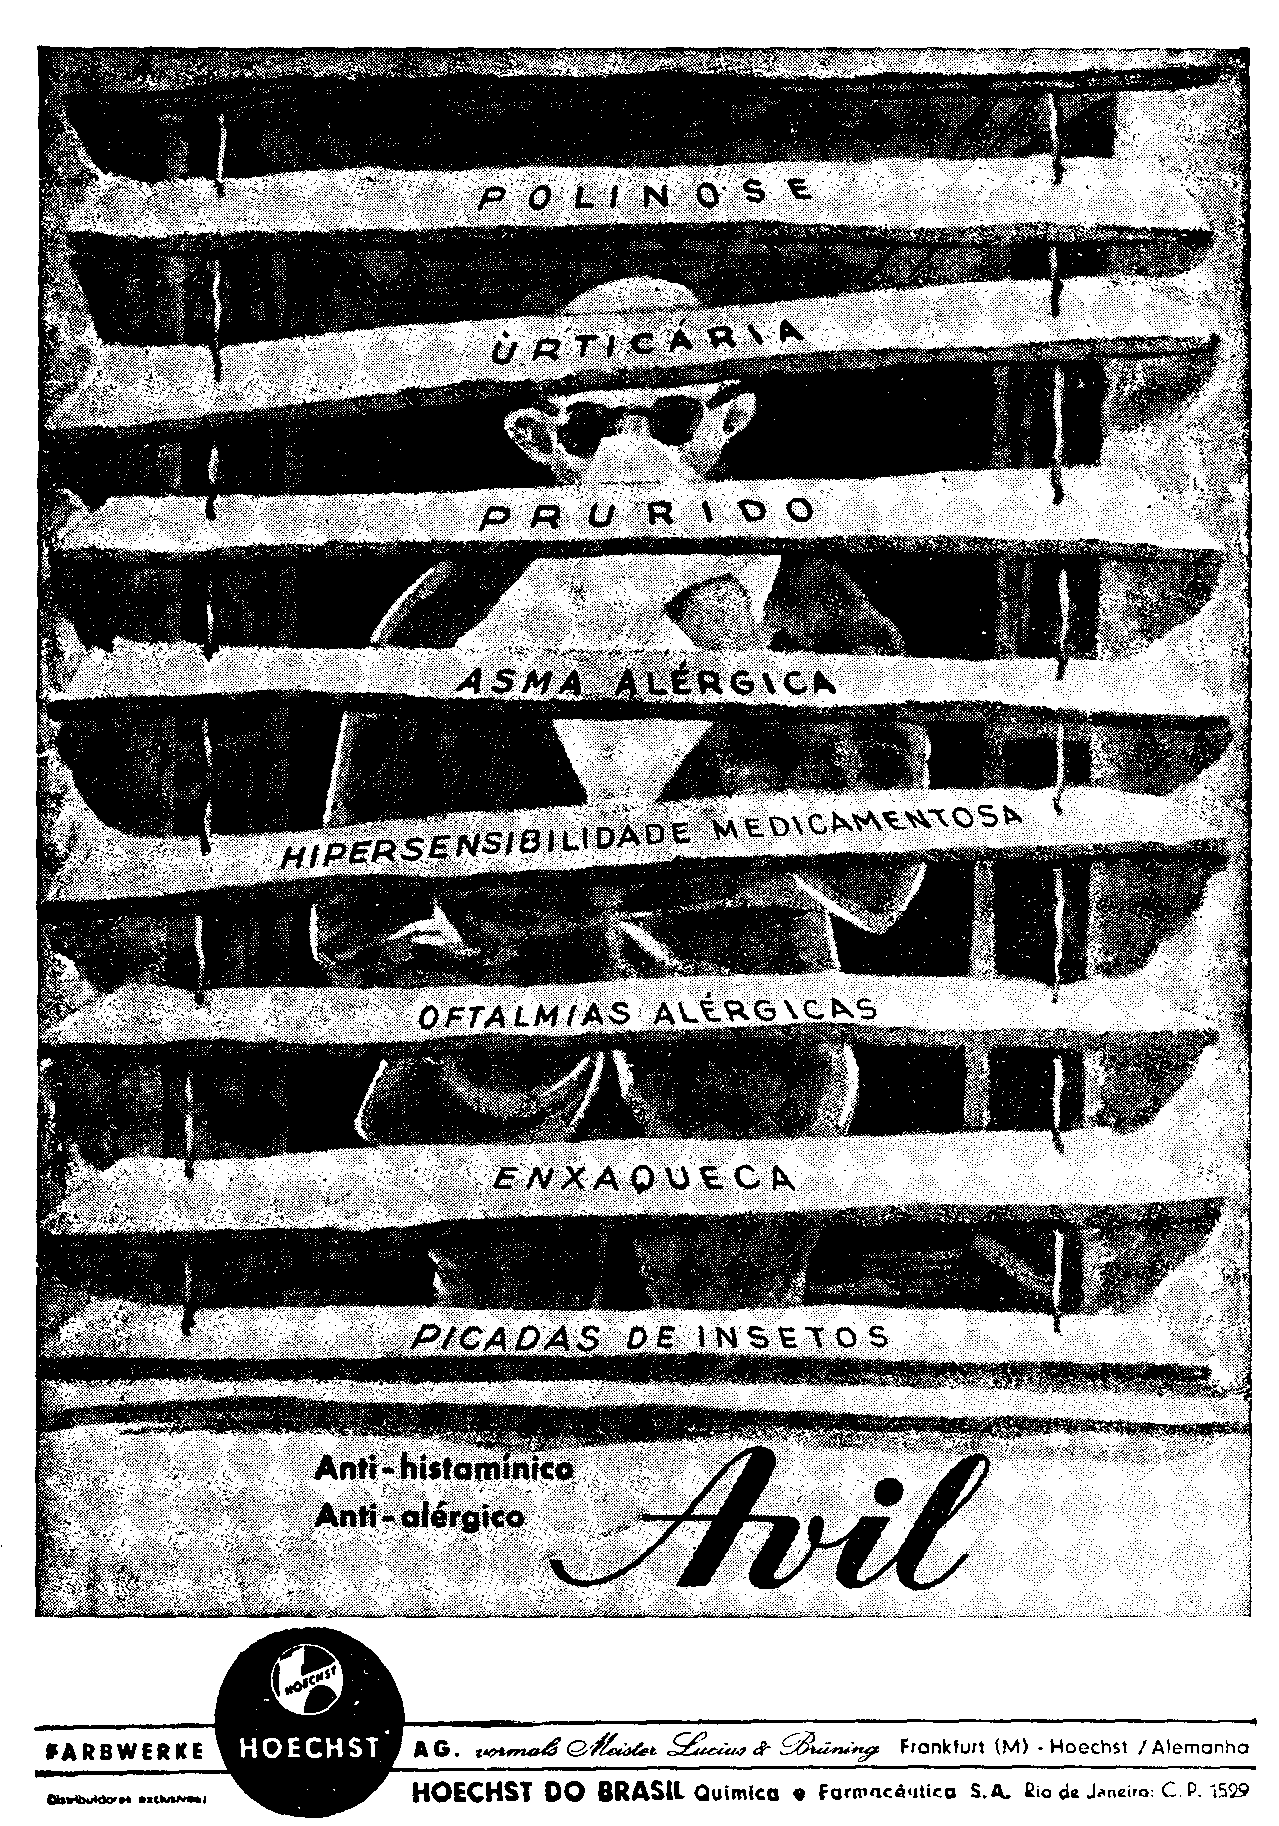 POLINOSE
URTICÁRIA
PRURIDO
ASMA ALÉRGICA
HIPERSENSIBILIDADE MEDICAMENTOSA
OFTALMIAS ALÉRGICAS
ENXAQUECA
PICADAS DE INSETOS
Anti-histamínico
Anti-alérgico
Avil
HOECHST
FARBWERKE HOECHST AG. vormals Meister Lucius & Brüning Frankfurt (M) - Hoechst / Alemanha
Distribuidores exclusivos:
HOECHST DO BRASIL Química e Farmacêutica S.A. Rio de Janeiro: C.P. 1529